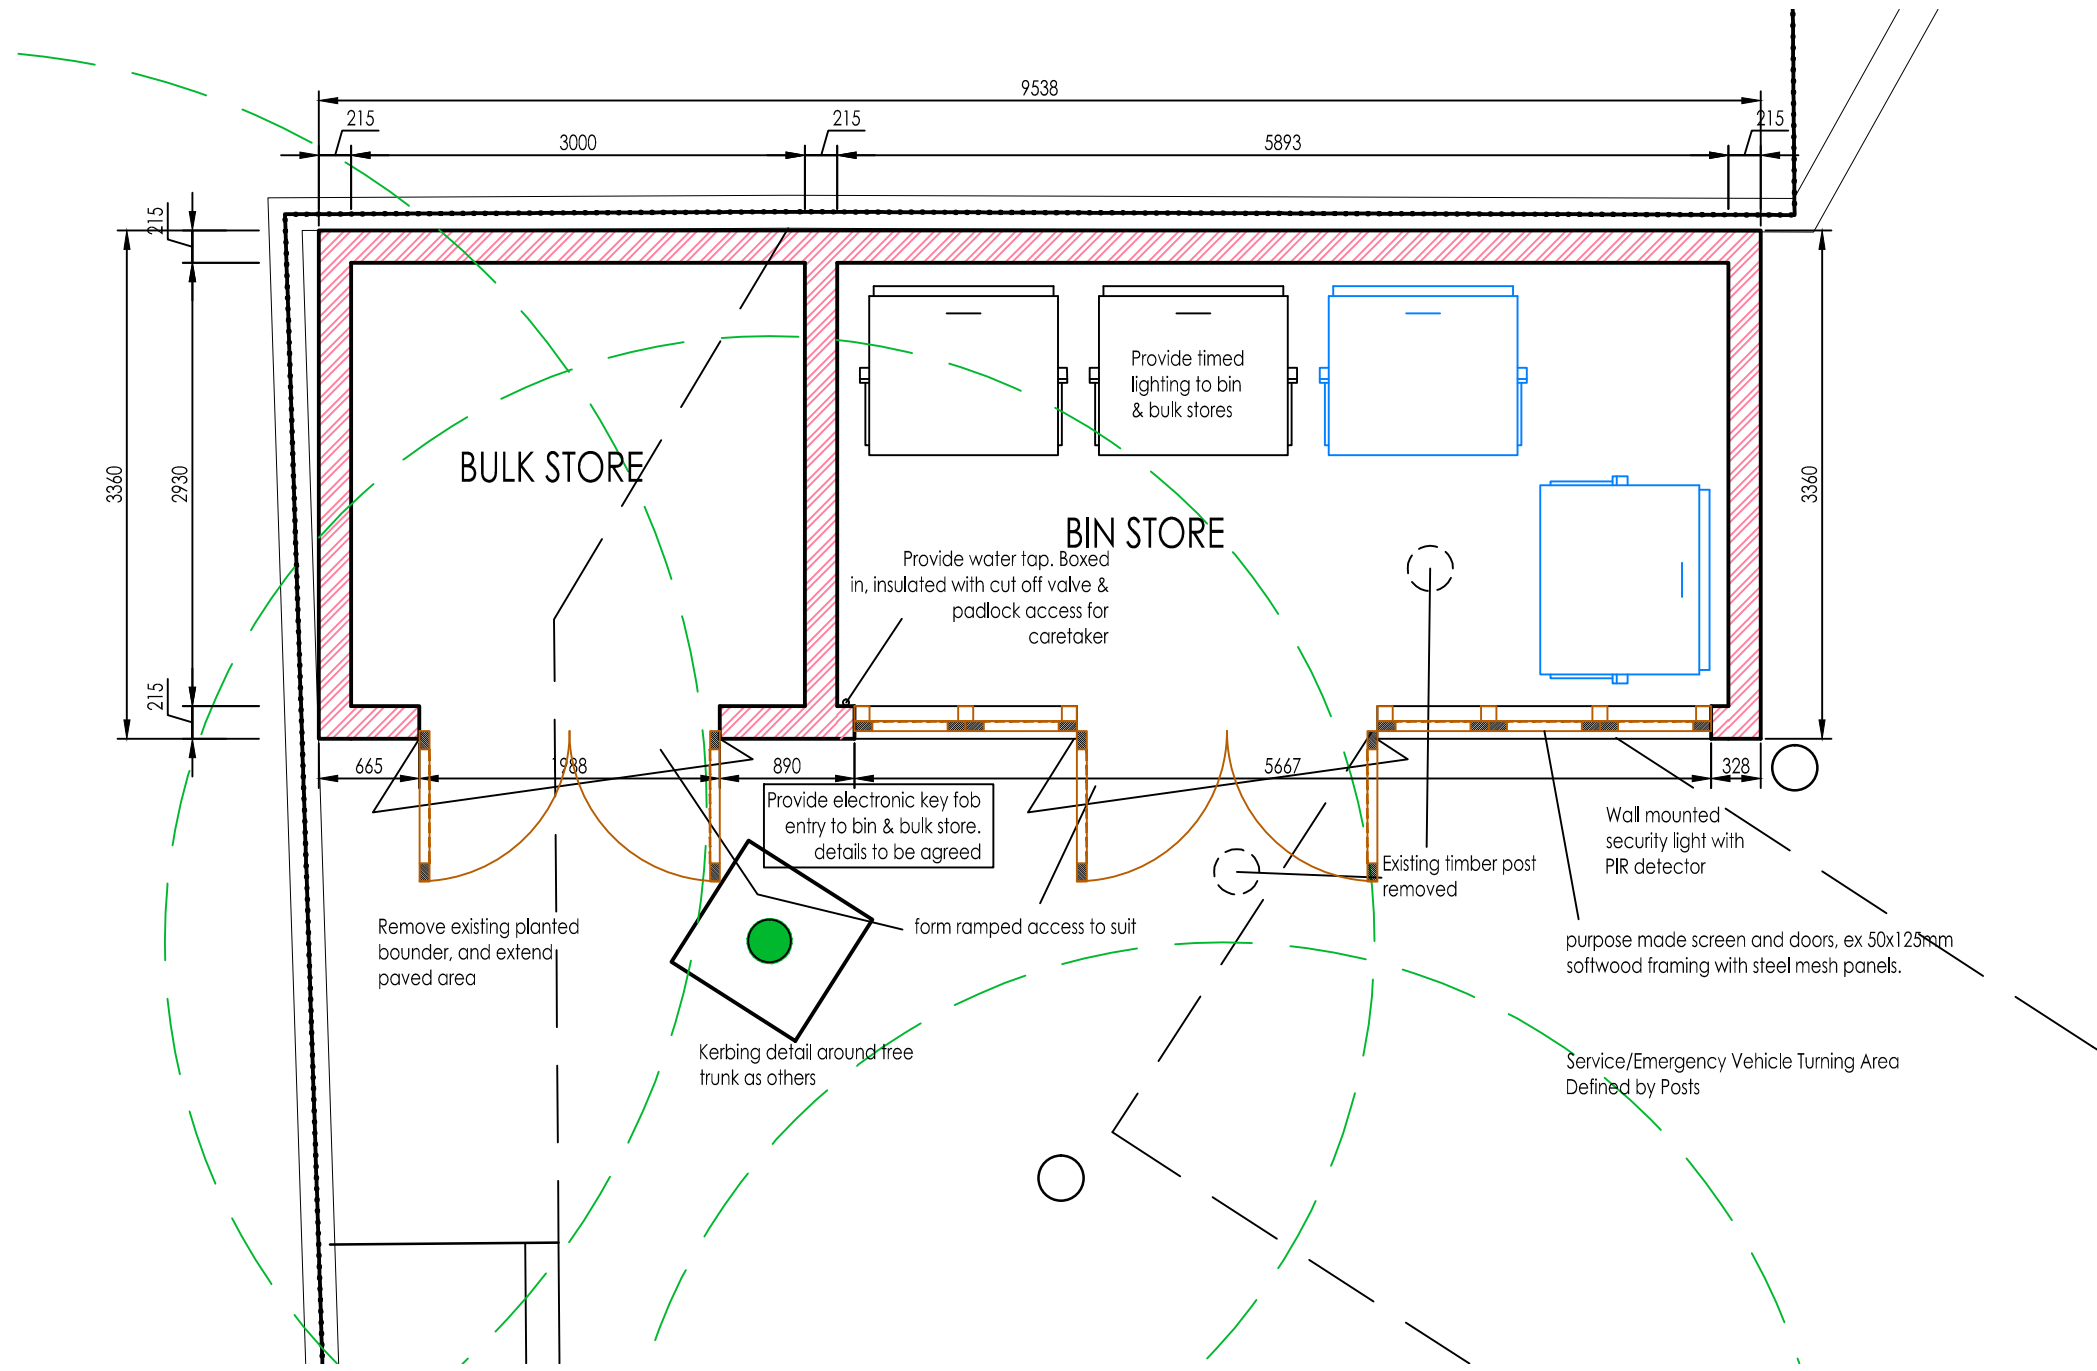 9538
215
215
215
3000
5893
215
3360
2930
215
3360
Provide timed
lighting to bin
& bulk stores
BULK STORE
BIN STORE
Provide water tap. Boxed
in, insulated with cut off valve &
padlock access for
caretaker
665
1988
890
5667
328
Provide electronic key fob
entry to bin & bulk store.
details to be agreed
Wall mounted
security light with
PIR detector
Existing timber post
removed
Remove existing planted
bounder, and extend
paved area
form ramped access to suit
purpose made screen and doors, ex 50x125mm
softwood framing with steel mesh panels.
Kerbing detail around tree
trunk as others
Service/Emergency Vehicle Turning Area
Defined by Posts